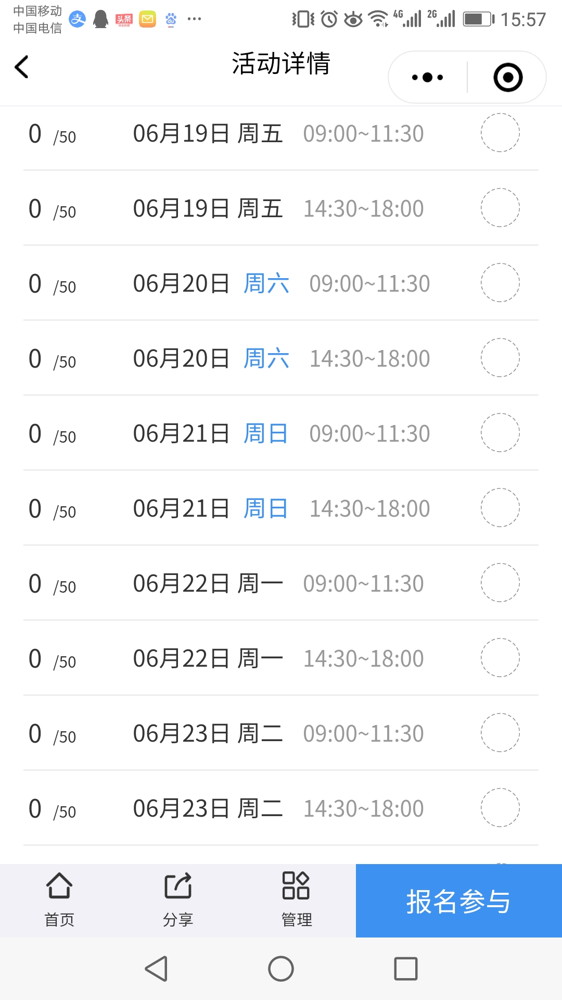 中国移动
中国电信
4G
2G
15:57
活动详情
0 /50 06月19日 周五 09:00~11:30
0 /50 06月19日 周五 14:30~18:00
0 /50 06月20日 周六 09:00~11:30
0 /50 06月20日 周六 14:30~18:00
0 /50 06月21日 周日 09:00~11:30
0 /50 06月21日 周日 14:30~18:00
0 /50 06月22日 周一 09:00~11:30
0 /50 06月22日 周一 14:30~18:00
0 /50 06月23日 周二 09:00~11:30
0 /50 06月23日 周二 14:30~18:00
首页 分享 管理 报名参与